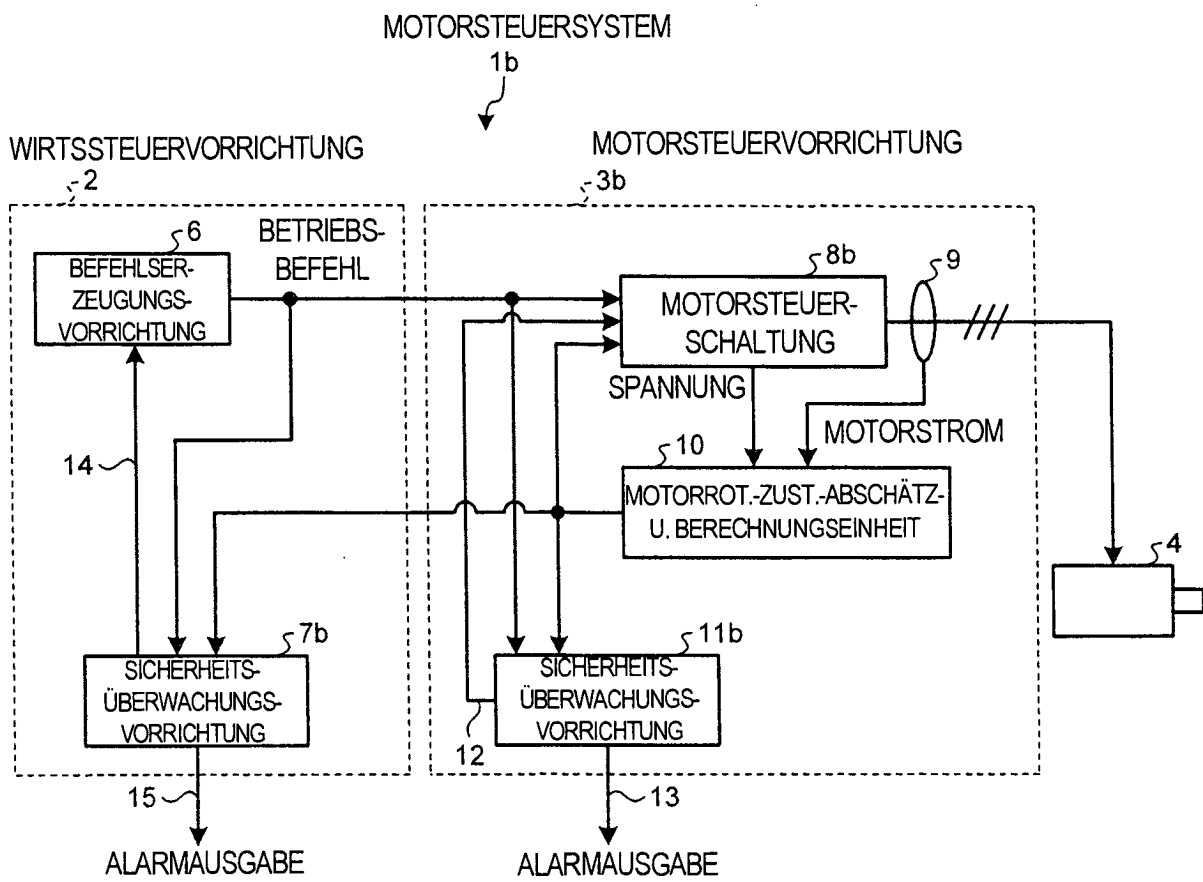 MOTORSTEUERSYSTEM
1b
WIRTSSTEUERVORRICHTUNG
2
MOTORSTEUERVORRICHTUNG
3b
6
BEFEHLSER-
ZEUGUNGS-
VORRICHTUNG
BETRIEBS-
BEFEHL
8b
MOTORSTEUER-
SCHALTUNG
9
SPANNUNG
MOTORSTROM
14
10
MOTORROT.-ZUST.-ABSCHÄTZ-
U. BERECHNUNGSEINHEIT
4
7b
SICHERHEITS-
ÜBERWACHUNGS-
VORRICHTUNG
11b
SICHERHEITS-
ÜBERWACHUNGS-
VORRICHTUNG
12
15
13
ALARMAUSGABE
ALARMAUSGABE